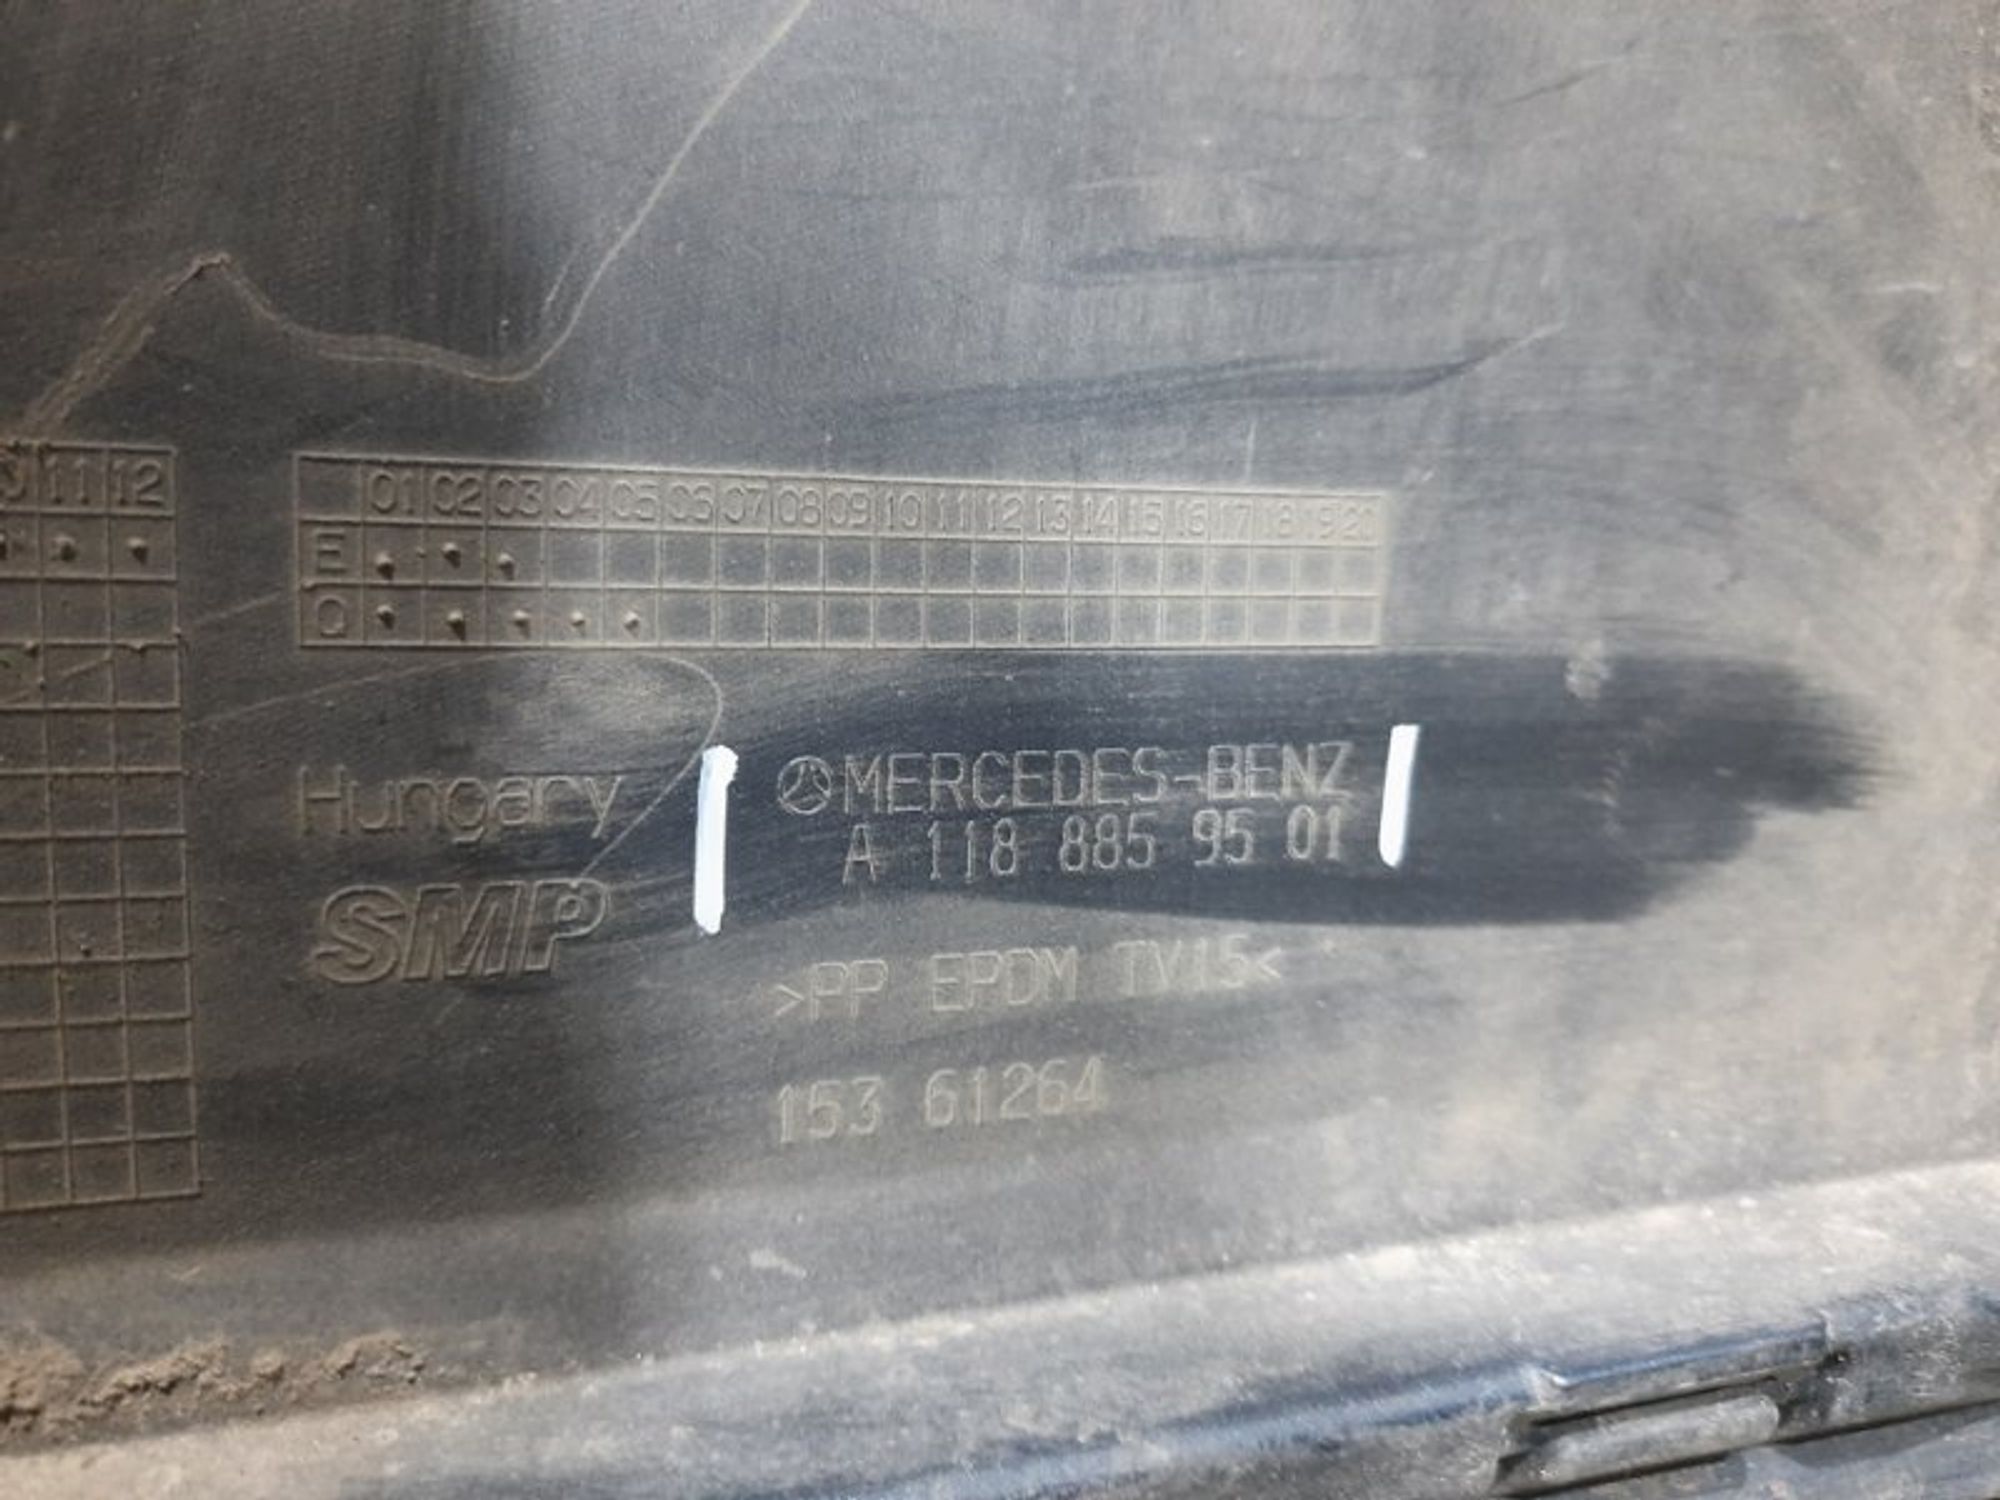 11 12
01 02 03 04 05 06 07 08 09 10 11 12 13 14 15 16 17 18 19 20
E
Q
Hungary
SMP
MERCEDES-BENZ
A 118 885 95 01
>PP EPDM TV15<
153 61264